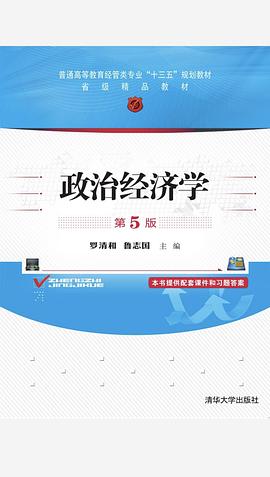 普通高等教育经管类专业“十三五”规划教材
省级精品教材
政治经济学
第5版
罗清和 鲁志国 主编
ZHENGZHI
JINGJIXUE
本书提供配套课件和习题答案
清华大学出版社